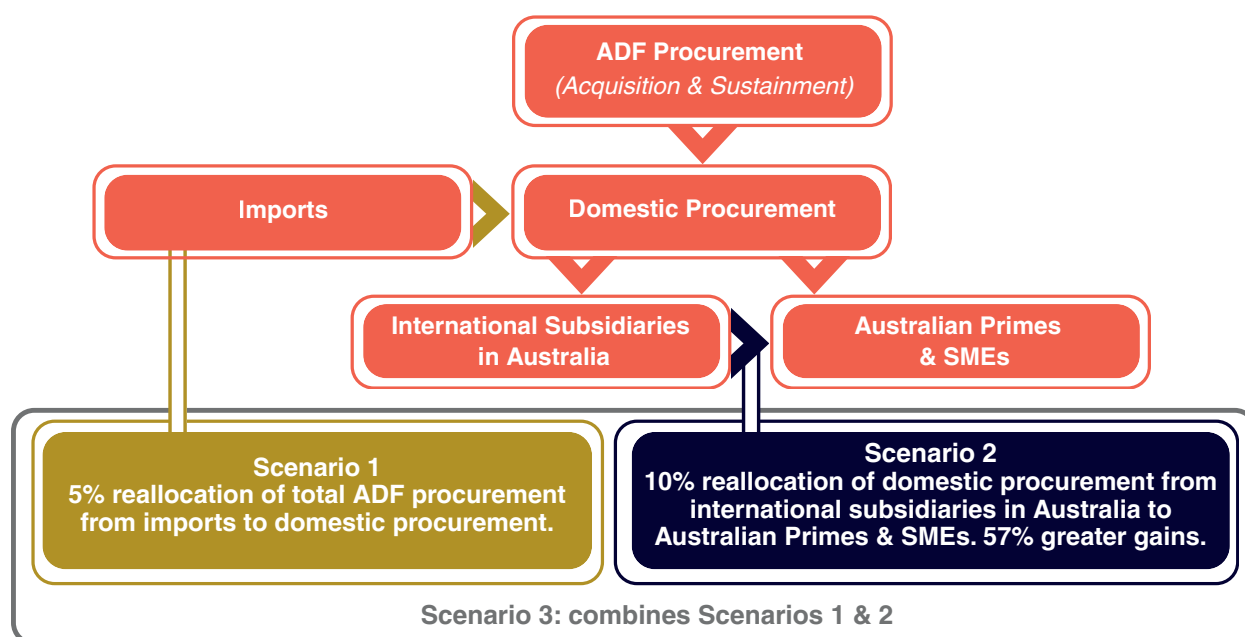 ADF Procurement
(Acquisition & Sustainment)
Imports
Domestic Procurement
International Subsidiaries
in Australia
Australian Primes
& SMEs
Scenario 1
5% reallocation of total ADF procurement
from imports to domestic procurement.
Scenario 2
10% reallocation of domestic procurement from
international subsidiaries in Australia to
Australian Primes & SMEs. 57% greater gains.
Scenario 3: combines Scenarios 1 & 2